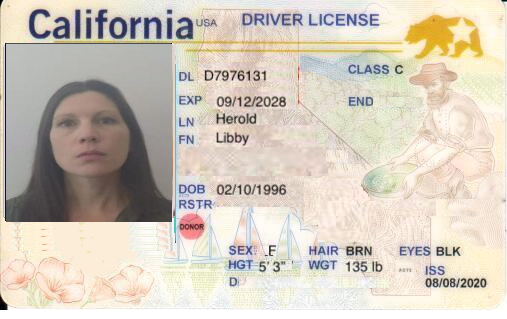 California USA DRIVER LICENSE
DL D7976131 CLASS C
EXP 09/12/2028 END
LN Herold
FN Libby
DOB 02/10/1996
RSTR
DONOR
SEX F HAIR BRN EYES BLK
HGT 5' 3" WGT 135 lb ISS
D: 08/08/2020